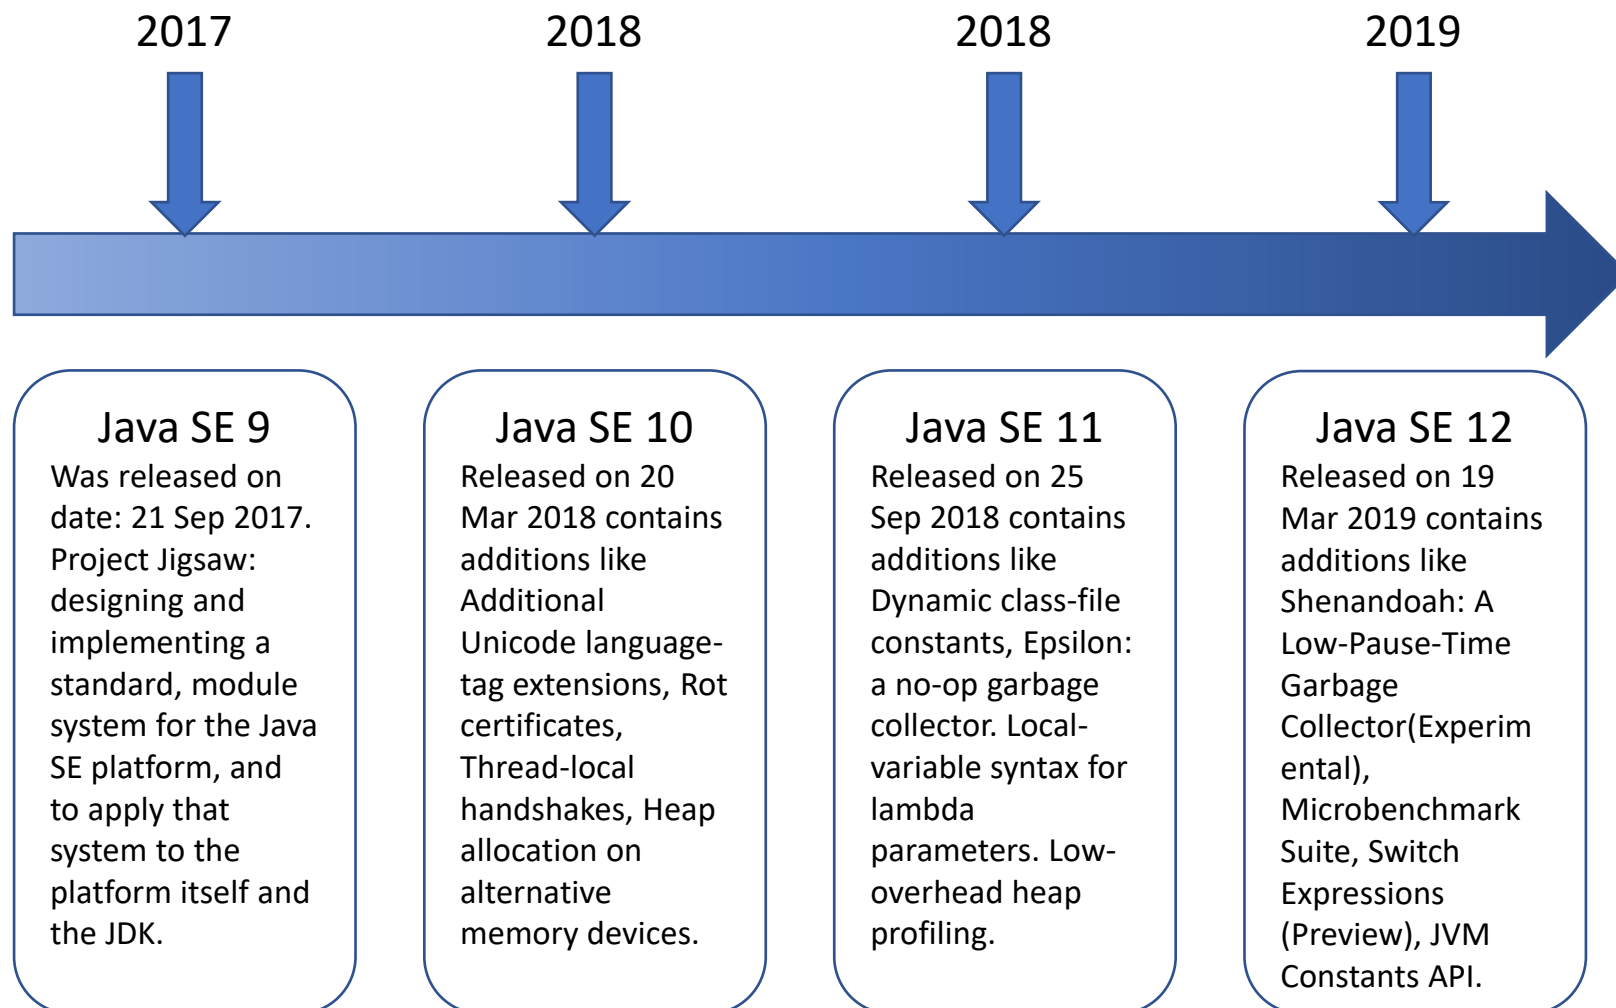 2017
2018
2018
2019
Java SE 9
Was released on
date: 21 Sep 2017.
Project Jigsaw:
designing and
implementing a
standard, module
system for the Java
SE platform, and
to apply that
system to the
platform itself and
the JDK.
Java SE 10
Released on 20
Mar 2018 contains
additions like
Additional
Unicode language-
tag extensions, Rot
certificates,
Thread-local
handshakes, Heap
allocation on
alternative
memory devices.
Java SE 11
Released on 25
Sep 2018 contains
additions like
Dynamic class-file
constants, Epsilon:
a no-op garbage
collector. Local-
variable syntax for
lambda
parameters. Low-
overhead heap
profiling.
Java SE 12
Released on 19
Mar 2019 contains
additions like
Shenandoah: A
Low-Pause-Time
Garbage
Collector(Experim
ental),
Microbenchmark
Suite, Switch
Expressions
(Preview), JVM
Constants API.